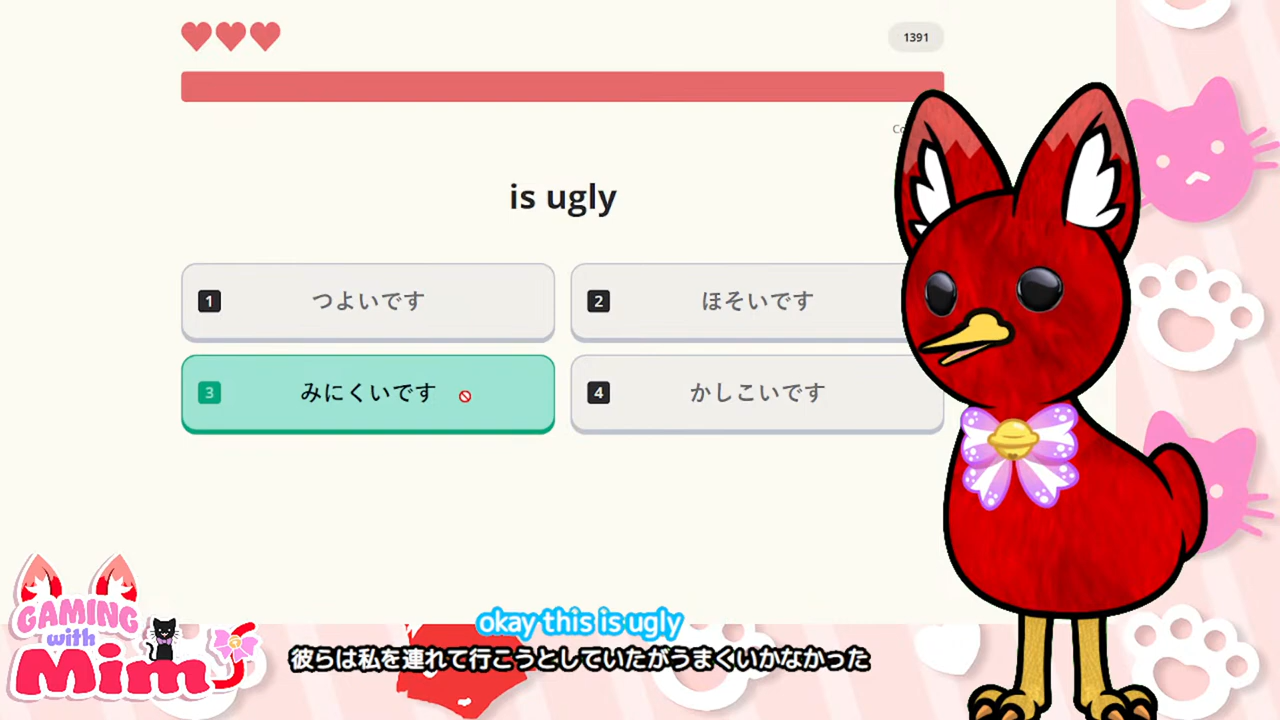 1391
is ugly
1 つよいです
2 ほそいです
3 みにくいです
4 かしこいです
okay this is ugly
彼らは私を連れて行こうとしていたがうまくいかなかった
GAMING
with
Mim